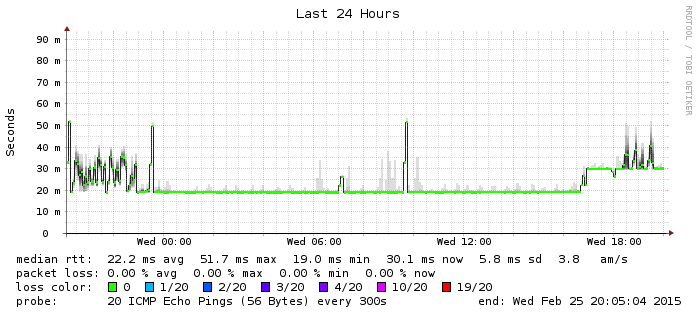 Last 24 Hours
RRDTOOL / TOBI OETIKER
Seconds
90 m
80 m
70 m
60 m
50 m
40 m
30 m
20 m
10 m
0
Wed 00:00 Wed 06:00 Wed 12:00 Wed 18:00
median rtt: 22.2 ms avg 51.7 ms max 19.0 ms min 30.1 ms now 5.8 ms sd 3.8 am/s
packet loss: 0.00 % avg 0.00 % max 0.00 % min 0.00 % now
loss color: 0 1/20 2/20 3/20 4/20 10/20 19/20
probe: 20 ICMP Echo Pings (56 Bytes) every 300s end: Wed Feb 25 20:05:04 2015